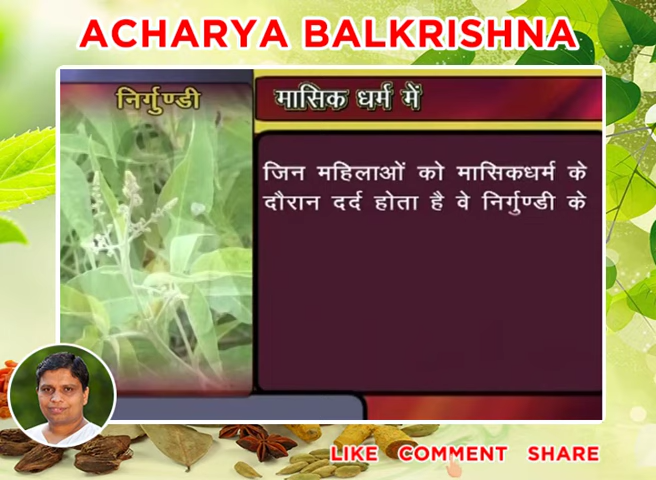 ACHARYA BALKRISHNA
निर्गुण्डी
मासिक धर्म में
जिन महिलाओं को मासिकधर्म के
दौरान दर्द होता है वे निर्गुण्डी के
LIKE COMMENT SHARE